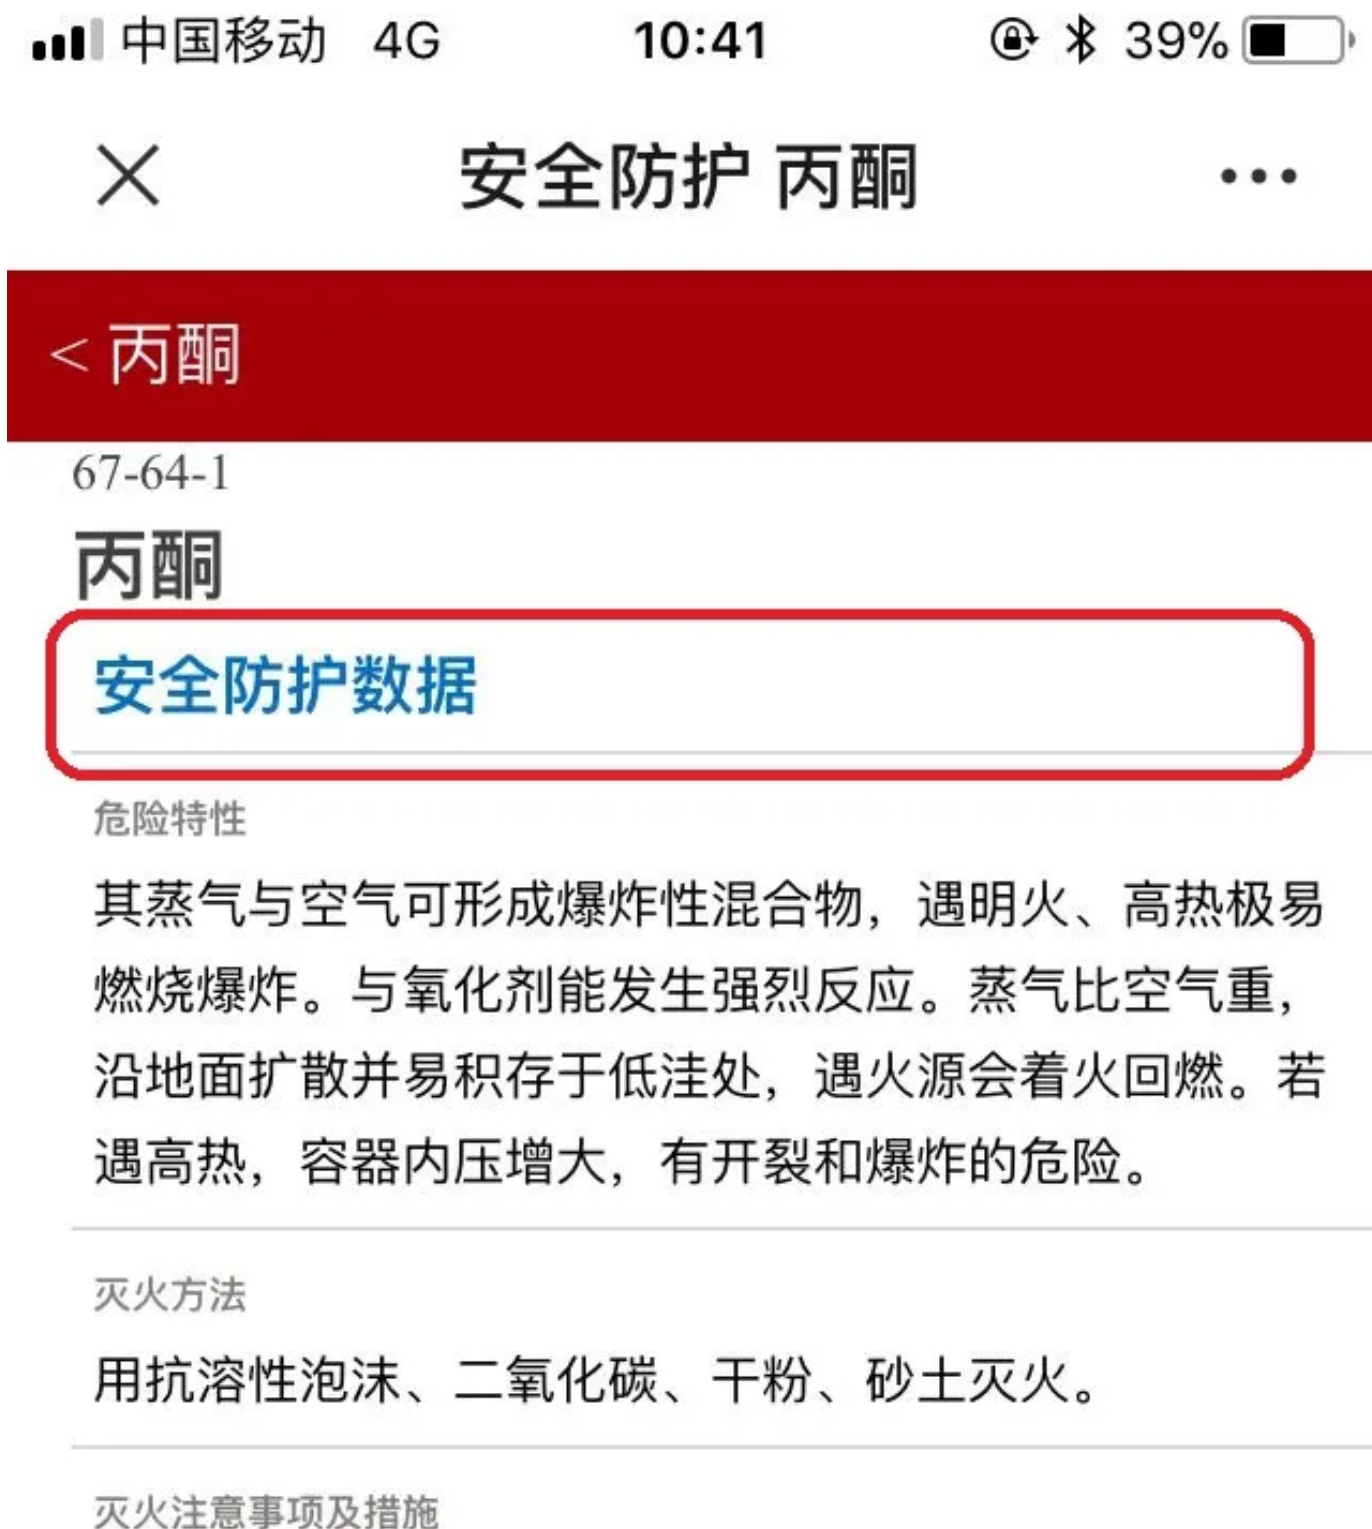 中国移动 4G 10:41 39%
安全防护 丙酮
< 丙酮
67-64-1
丙酮
安全防护数据
危险特性
其蒸气与空气可形成爆炸性混合物，遇明火、高热极易
燃烧爆炸。与氧化剂能发生强烈反应。蒸气比空气重，
沿地面扩散并易积存于低洼处，遇火源会着火回燃。若
遇高热，容器内压增大，有开裂和爆炸的危险。
灭火方法
用抗溶性泡沫、二氧化碳、干粉、砂土灭火。
灭火注意事项及措施